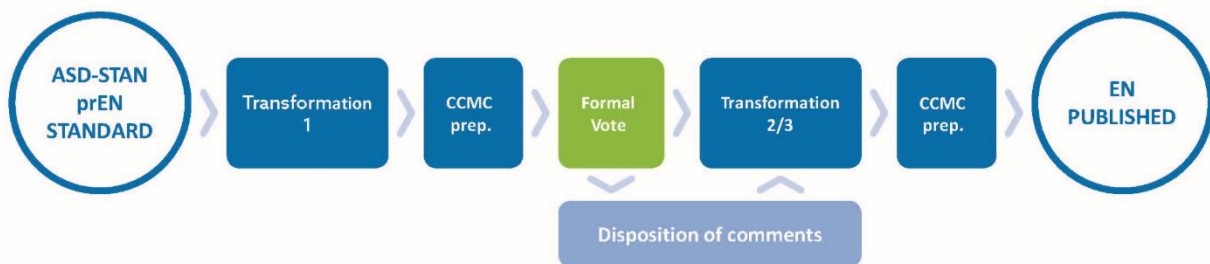 ASD-STAN
prEN
STANDARD
Transformation
1
CCMC
prep.
Formal
Vote
Transformation
2/3
CCMC
prep.
EN
PUBLISHED
Disposition of comments